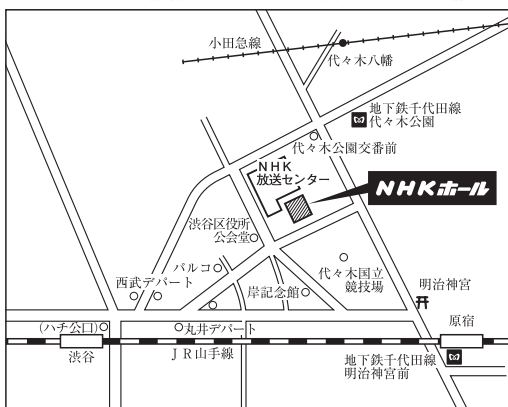 小田急線
代々木八幡
地下鉄千代田線
代々木公園
代々木公園交番前
NHK
放送センター
NHKホール
渋谷区役所
公会堂
パルコ
西武デパート
岸記念館
代々木国立
競技場
明治神宮
(ハチ公口)
丸井デパート
原宿
渋谷
JR山手線
地下鉄千代田線
明治神宮前